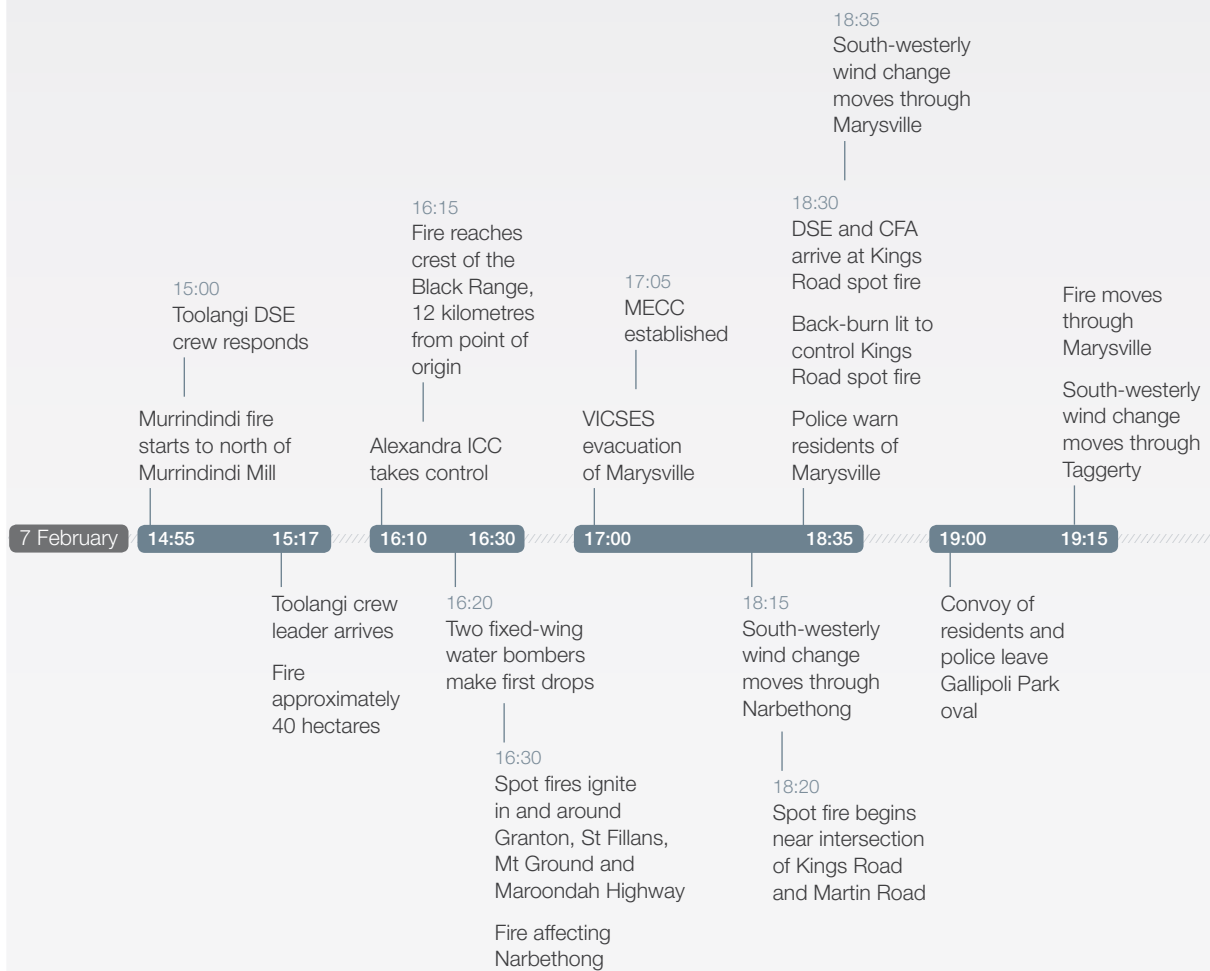 18:35
South-westerly
wind change
moves through
Marysville
16:15
Fire reaches
crest of the
Black Range,
12 kilometres
from point of
origin
18:30
DSE and CFA
arrive at Kings
Road spot fire
Back-burn lit to
control Kings
Road spot fire
Police warn
residents of
Marysville
15:00
Toolangi DSE
crew responds
17:05
MECC
established
Fire moves
through
Marysville
South-westerly
wind change
moves through
Taggerty
Murrindindi fire
starts to north of
Murrindindi Mill
Alexandra ICC
takes control
VICSES
evacuation
of Marysville
7 February
14:55 15:17
16:10 16:30
17:00 18:35
19:00 19:15
Toolangi crew
leader arrives
Fire
approximately
40 hectares
16:20
Two fixed-wing
water bombers
make first drops
16:30
Spot fires ignite
in and around
Granton, St Fillans,
Mt Ground and
Maroondah Highway
Fire affecting
Narbethong
18:15
South-westerly
wind change
moves through
Narbethong
18:20
Spot fire begins
near intersection
of Kings Road
and Martin Road
Convoy of
residents and
police leave
Gallipoli Park
oval